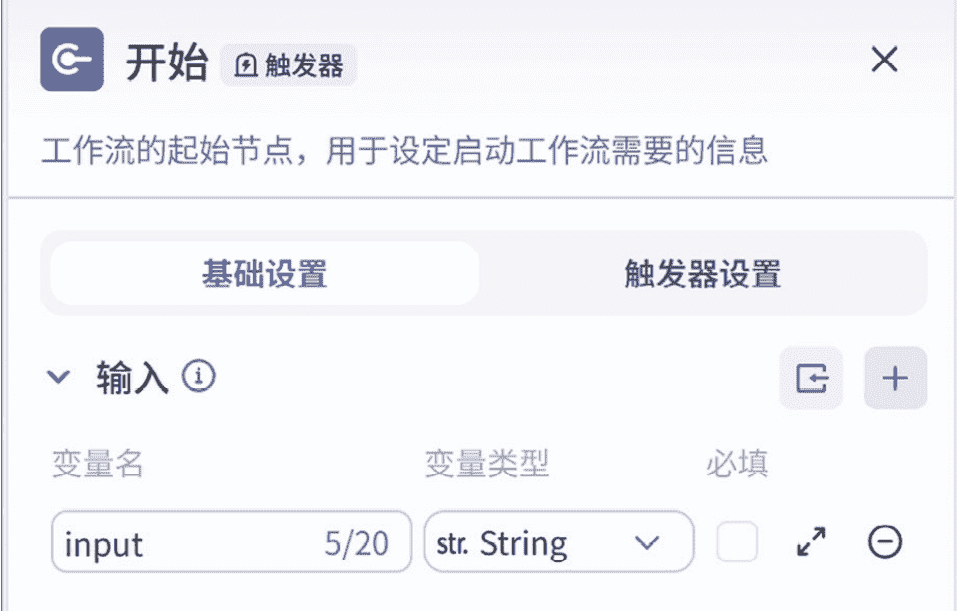 开始 触发器
工作流的起始节点，用于设定启动工作流需要的信息
基础设置 触发器设置
输入
变量名 变量类型 必填
input 5/20 str. String